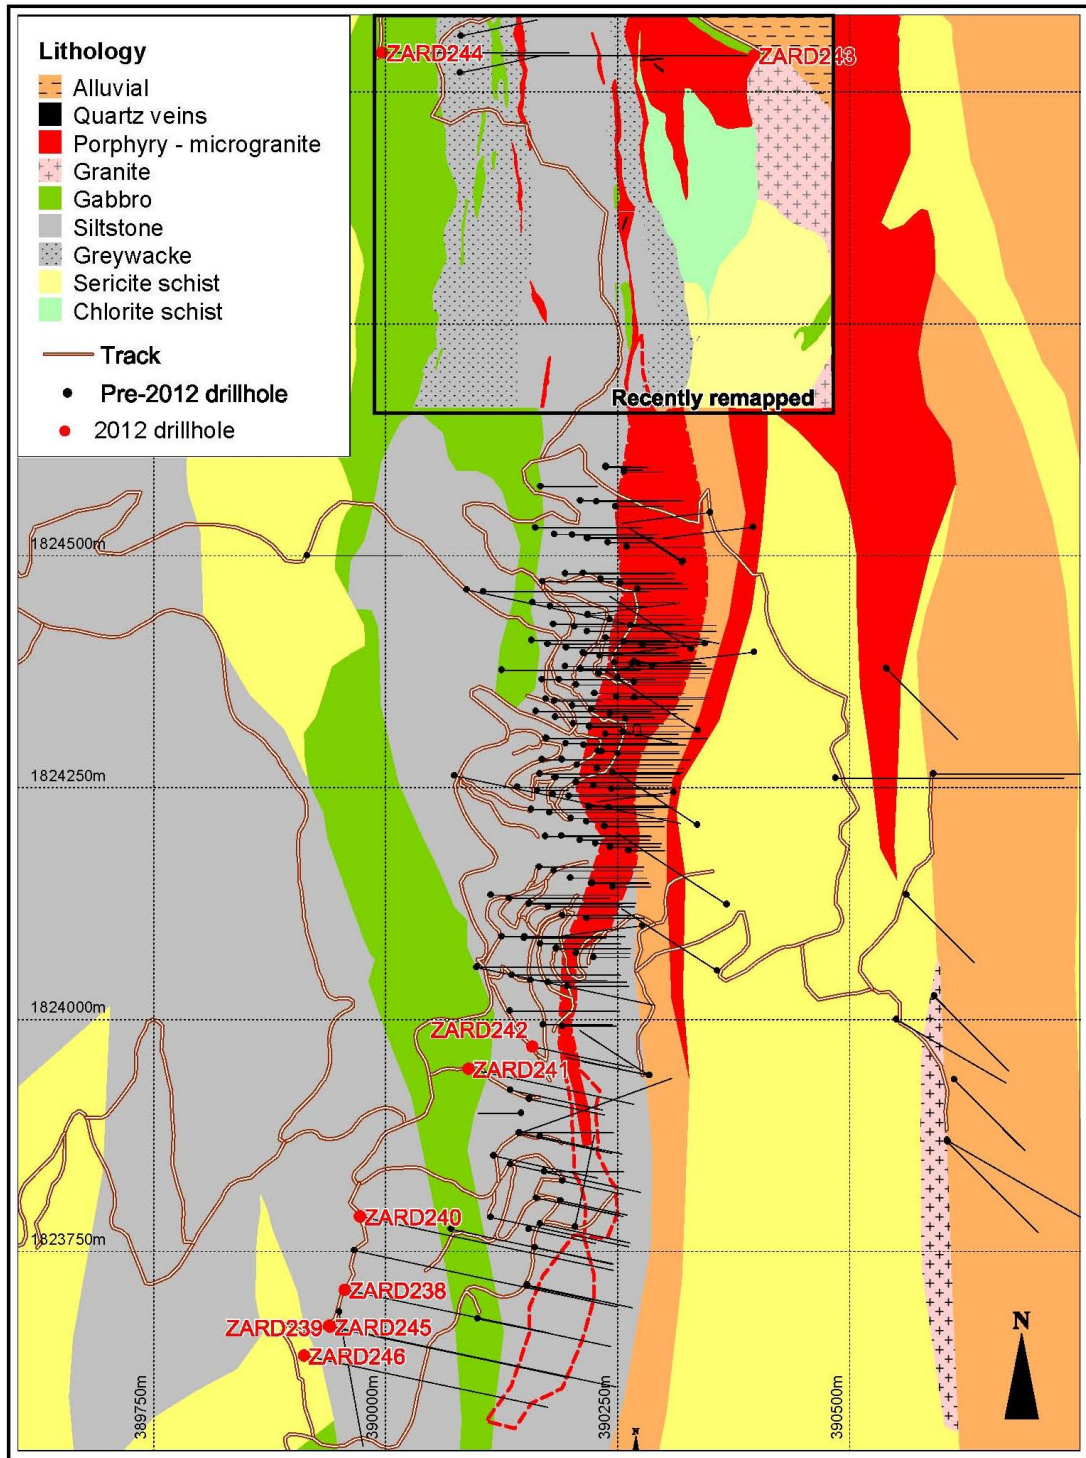 Lithology
Alluvial
Quartz veins
Porphyry - microgranite
Granite
Gabbro
Siltstone
Greywacke
Sericite schist
Chlorite schist
Track
Pre-2012 drillhole
2012 drillhole
ZARD244
ZARD243
Recently remapped
1824500m
1824250m
1824000m
ZARD242
ZARD241
ZARD240
1823750m
ZARD238
ZARD239
ZARD245
ZARD246
389750m
390000m
390250m
390500m
N
N